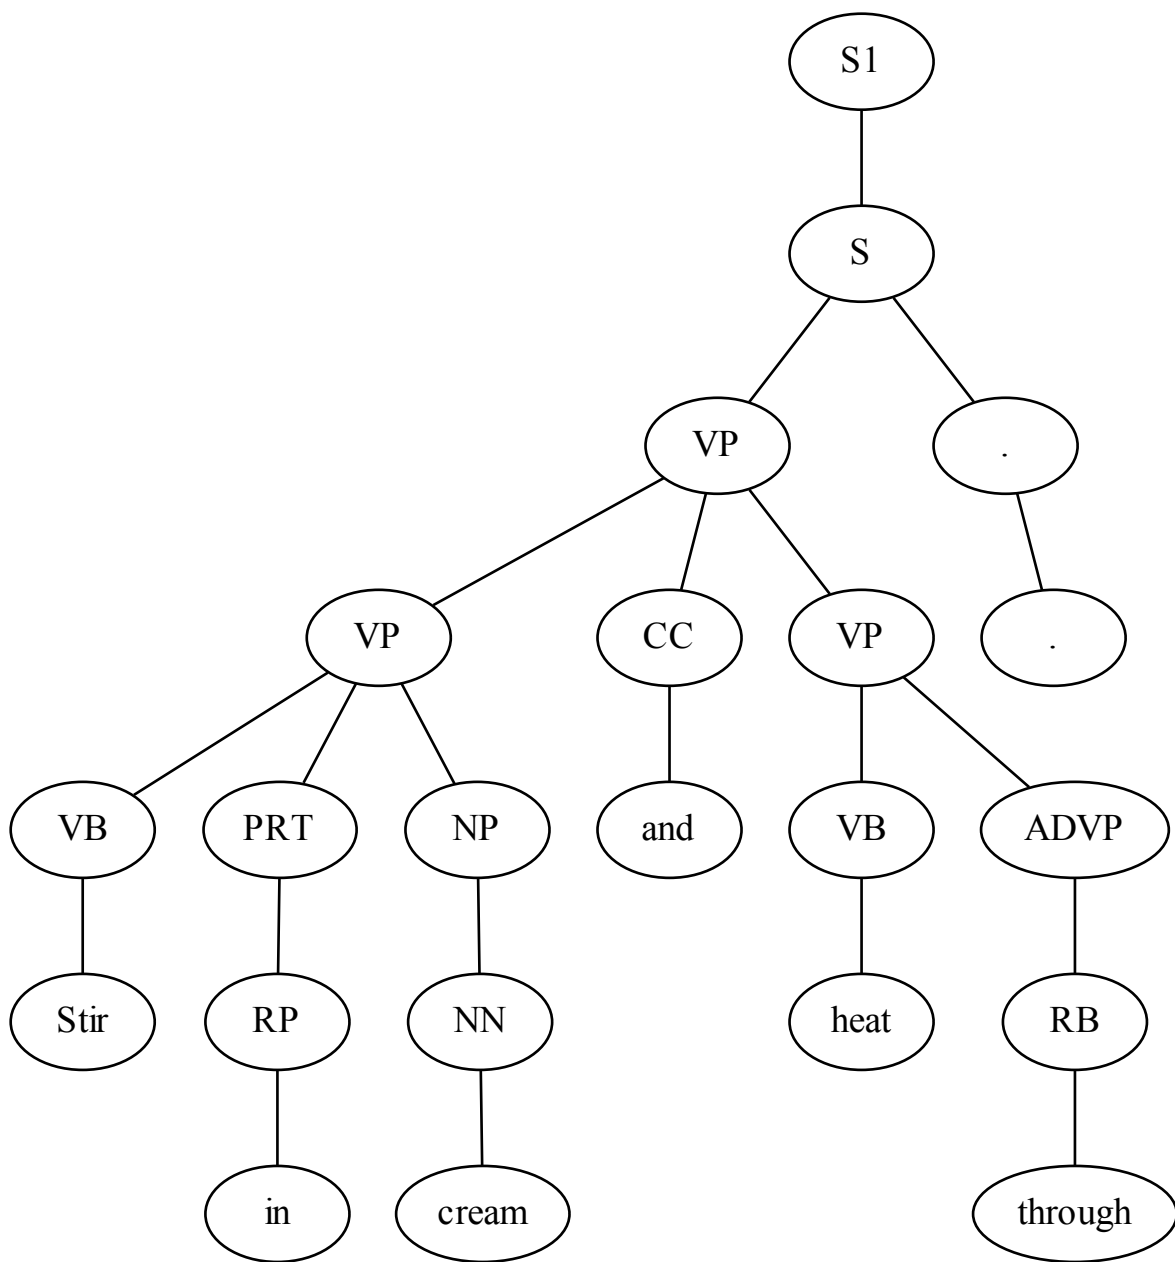 S1
S
VP .
VP CC VP .
VB PRT NP and VB ADVP
Stir RP NN heat RB
in cream through